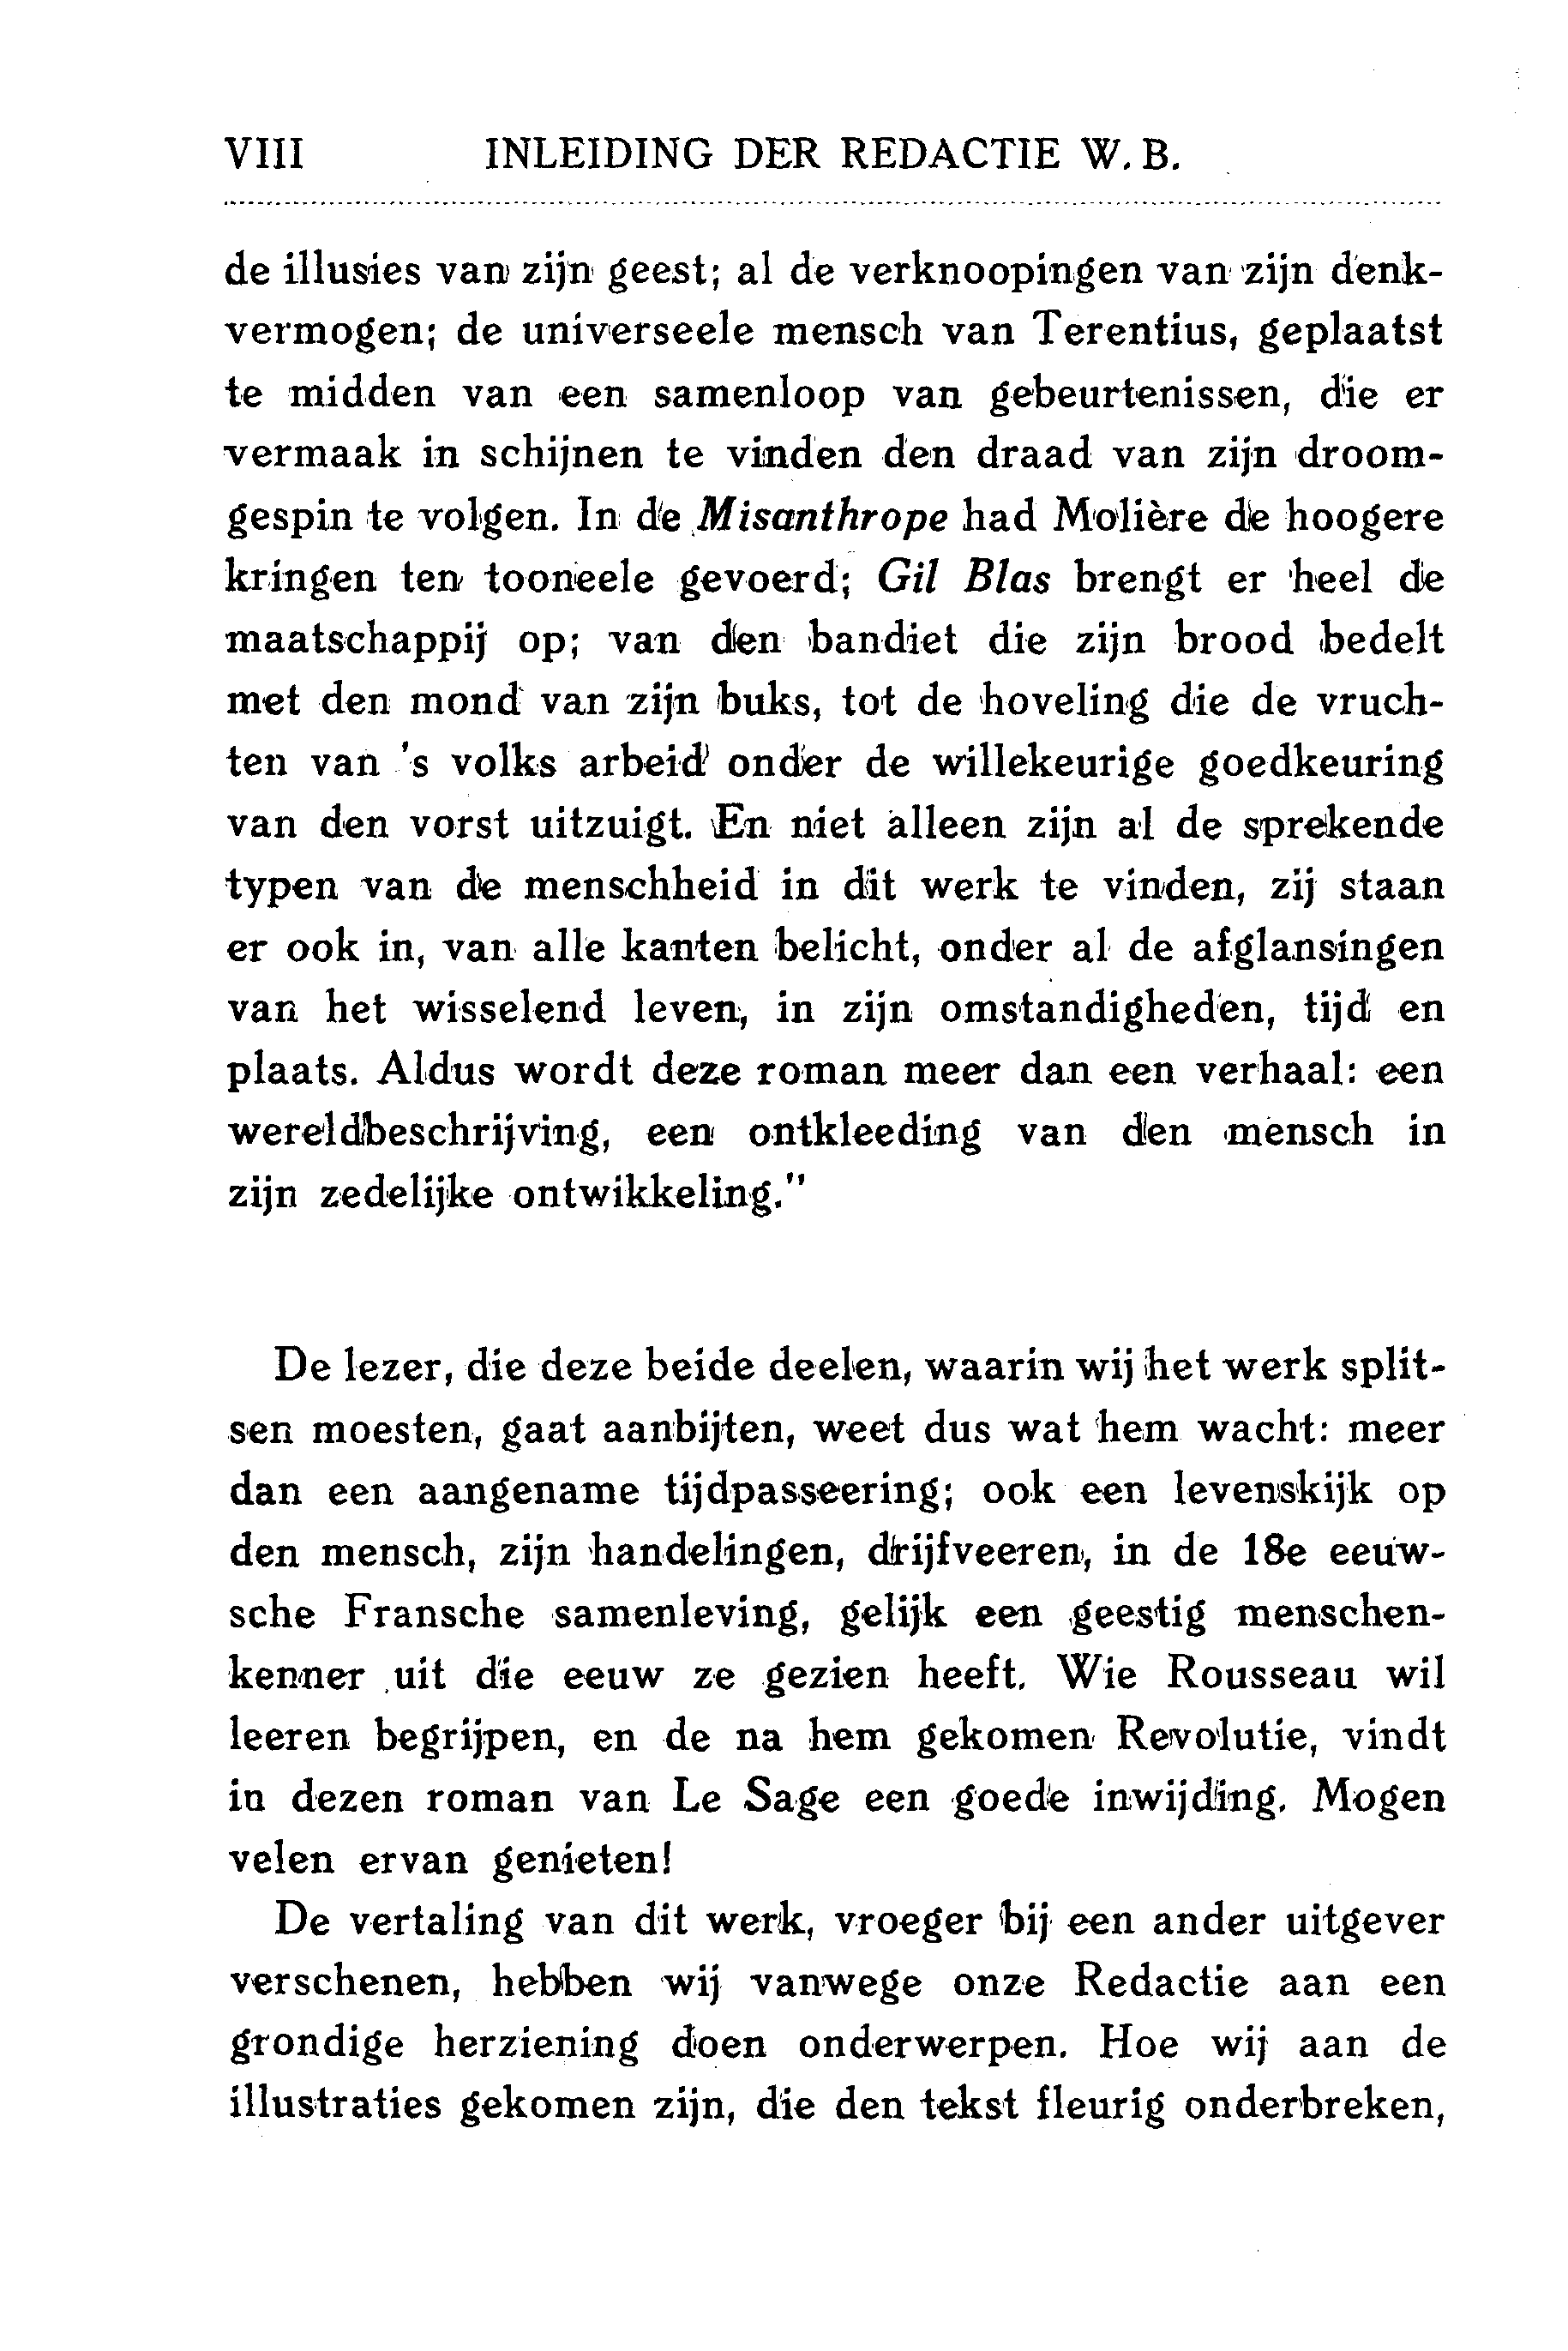 VIII INLEIDING DER REDACTIE W. B.
de illusies van zijn geest; al de verknoopingen van zijn denk-
vermogen; de universeele mensch van Terentius, geplaatst
te midden van een samenloop van gebeurtenissen, die er
vermaak in schijnen te vinden den draad van zijn droom-
gespin te volgen. In de Misanthrope had Molière de hoogere
kringen ten tooneele gevoerd; Gil Blas brengt er heel de
maatschappij op; van den bandiet die zijn brood bedelt
met den mond van zijn buks, tot de hoveling die de vruch-
ten van 's volks arbeid onder de willekeurige goedkeuring
van den vorst uitzuigt. En niet alleen zijn al de sprekende
typen van de menschheid in dit werk te vinden, zij staan
er ook in, van alle kanten belicht, onder al de afglansingen
van het wisselend leven, in zijn omstandigheden, tijd en
plaats. Aldus wordt deze roman meer dan een verhaal: een
wereldbeschrijving, een ontkleeding van den mensch in
zijn zedelijke ontwikkeling."
De lezer, die deze beide deelen, waarin wij het werk split-
sen moesten, gaat aanbijten, weet dus wat hem wacht: meer
dan een aangename tijdpasseering; ook een levenskijk op
den mensch, zijn handelingen, drijfveeren, in de 18e eeuw-
sche Fransche samenleving, gelijk een geestig menschen-
kenner uit die eeuw ze gezien heeft. Wie Rousseau wil
leeren begrijpen, en de na hem gekomen Revolutie, vindt
in dezen roman van Le Sage een goede inwijding. Mogen
velen ervan genieten!
De vertaling van dit werk, vroeger bij een ander uitgever
verschenen, hebben wij vanwege onze Redactie aan een
grondige herziening doen onderwerpen. Hoe wij aan de
illustraties gekomen zijn, die den tekst fleurig onderbreken,